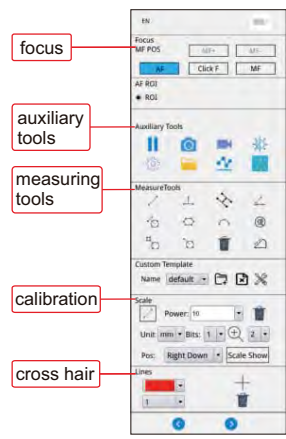 EN
focus
Focus
MF POS
MF+
MF-
AF
Click F
MF
AF ROI
ROI
auxiliary
tools
Auxiliary Tools
measuring
tools
MeasureTools
Custom Template
Name default
calibration
Scale
Power: 10
Unit mm Bits: 1 2
Pos: Right Down Scale Show
cross hair
Lines
1